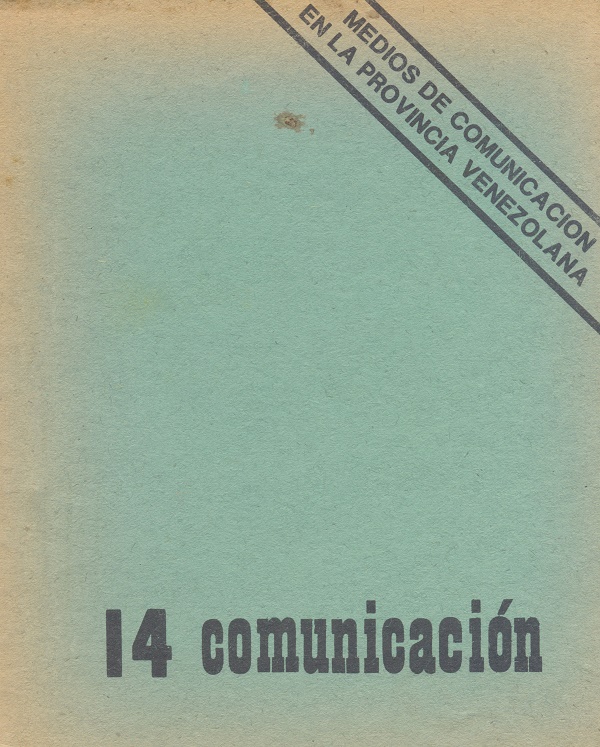 MEDIOS DE COMUNICACION
EN LA PROVINCIA VENEZOLANA
14 comunicación